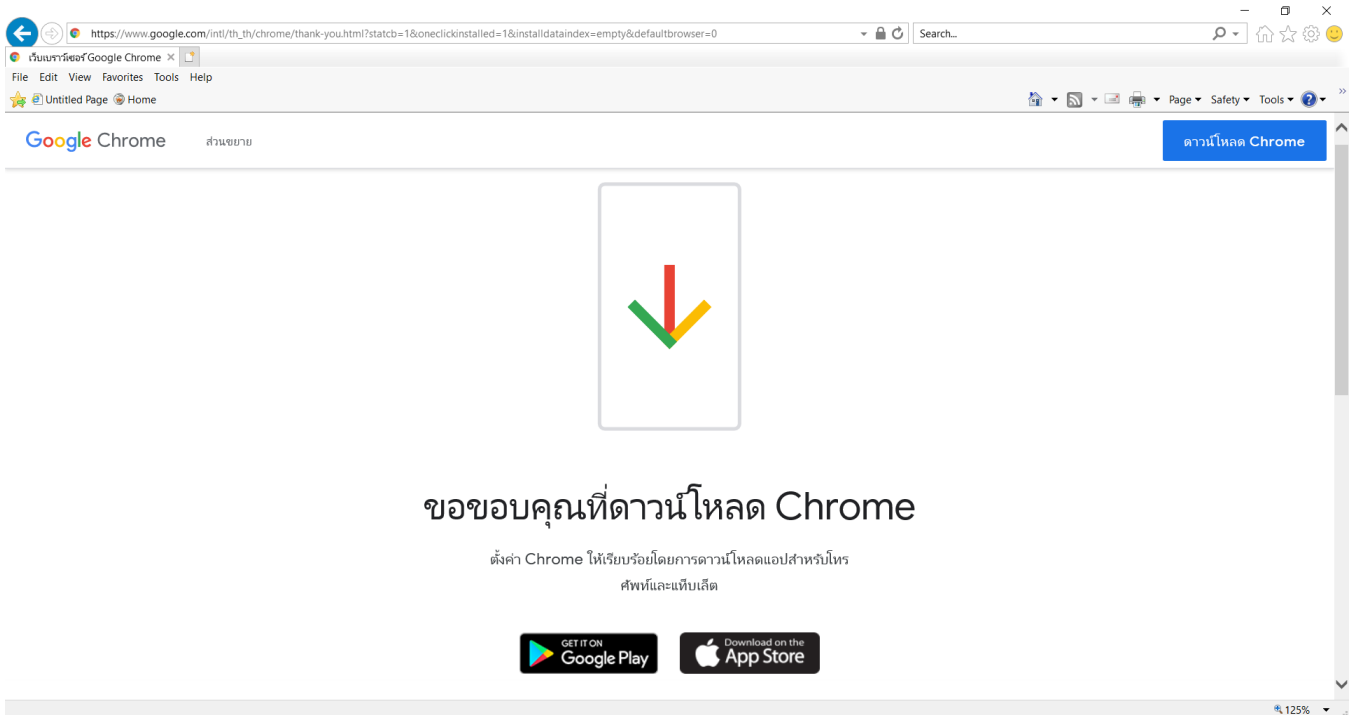 https://www.google.com/intl/th_th/chrome/thank-you.html?statcb=1&oneclickinstalled=1&installdataindex=empty&defaultbrowser=0
Search...
เว็บเบราว์เซอร์ Google Chrome
File Edit View Favorites Tools Help
Untitled Page Home
Page Safety Tools
Google Chrome ส่วนขยาย
ดาวน์โหลด Chrome
ขอขอบคุณที่ดาวน์โหลด Chrome
ตั้งค่า Chrome ให้เรียบร้อยโดยการดาวน์โหลดแอปสำหรับโทร
ศัพท์และแท็บเล็ต
GET IT ON
Google Play
Download on the
App Store
125%